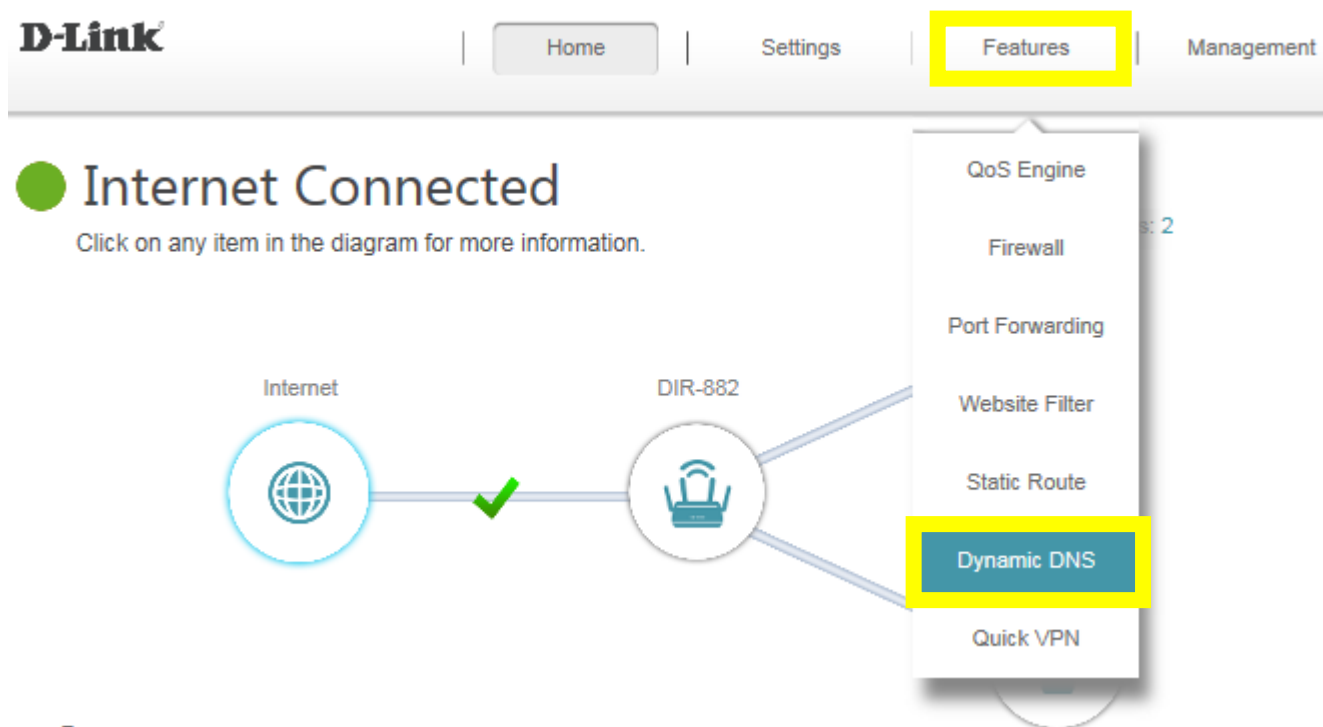 D-Link
Home
Settings
Features
Management
Internet Connected
Click on any item in the diagram for more information.
QoS Engine
Firewall
Port Forwarding
Website Filter
Static Route
Dynamic DNS
Quick VPN
: 2
Internet
DIR-882